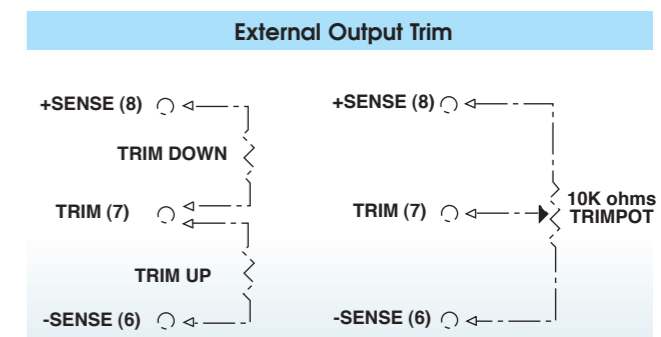 External Output Trim
+SENSE (8)
TRIM DOWN
TRIM (7)
TRIM UP
-SENSE (6)
+SENSE (8)
TRIM (7)
10K ohms
TRIMPOT
-SENSE (6)